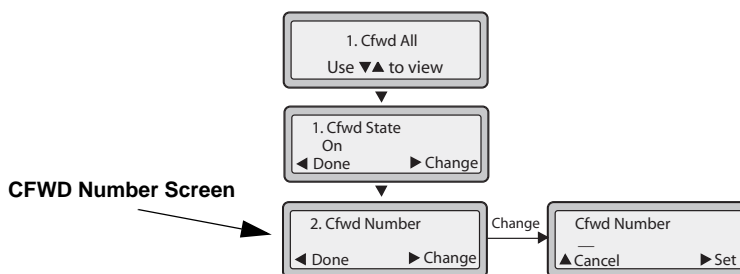 1. Cfwd All
Use ▼▲ to view
1. Cfwd State
On
◀ Done ▶ Change
CFWD Number Screen
2. Cfwd Number
◀ Done ▶ Change
Change
Cfwd Number
__
▲ Cancel ▶ Set